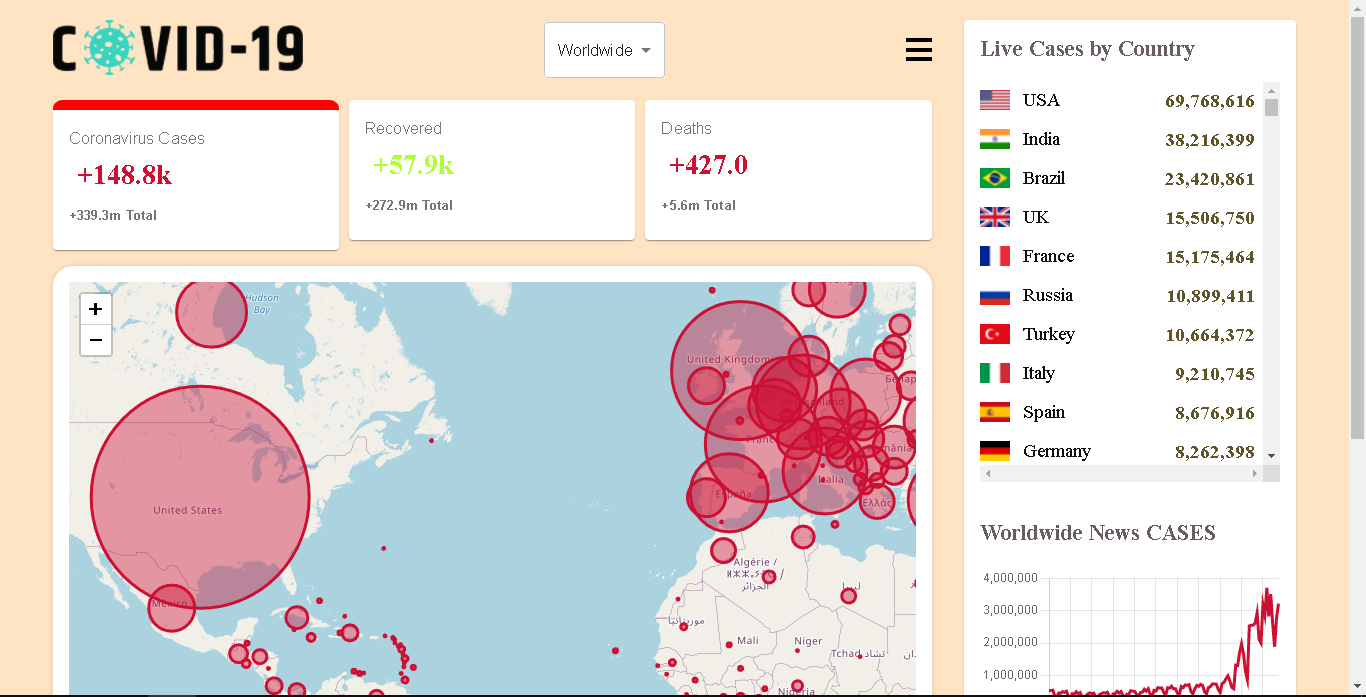 COVID-19
Worldwide
Coronavirus Cases
+148.8k
+339.3m Total
Recovered
+57.9k
+272.9m Total
Deaths
+427.0
+5.6m Total
+
−
Hudson
Bay
United States
México
United Kingdom
Deutschland
France
España
Italia
Ελλάς
Algérie /
الجزائر
ليبيا
موريتانيا
Mali
Niger
Tchad تشاد
Nigeria
Live Cases by Country
USA 69,768,616
India 38,216,399
Brazil 23,420,861
UK 15,506,750
France 15,175,464
Russia 10,899,411
Turkey 10,664,372
Italy 9,210,745
Spain 8,676,916
Germany 8,262,398
Worldwide News CASES
4,000,000
3,000,000
2,000,000
1,000,000